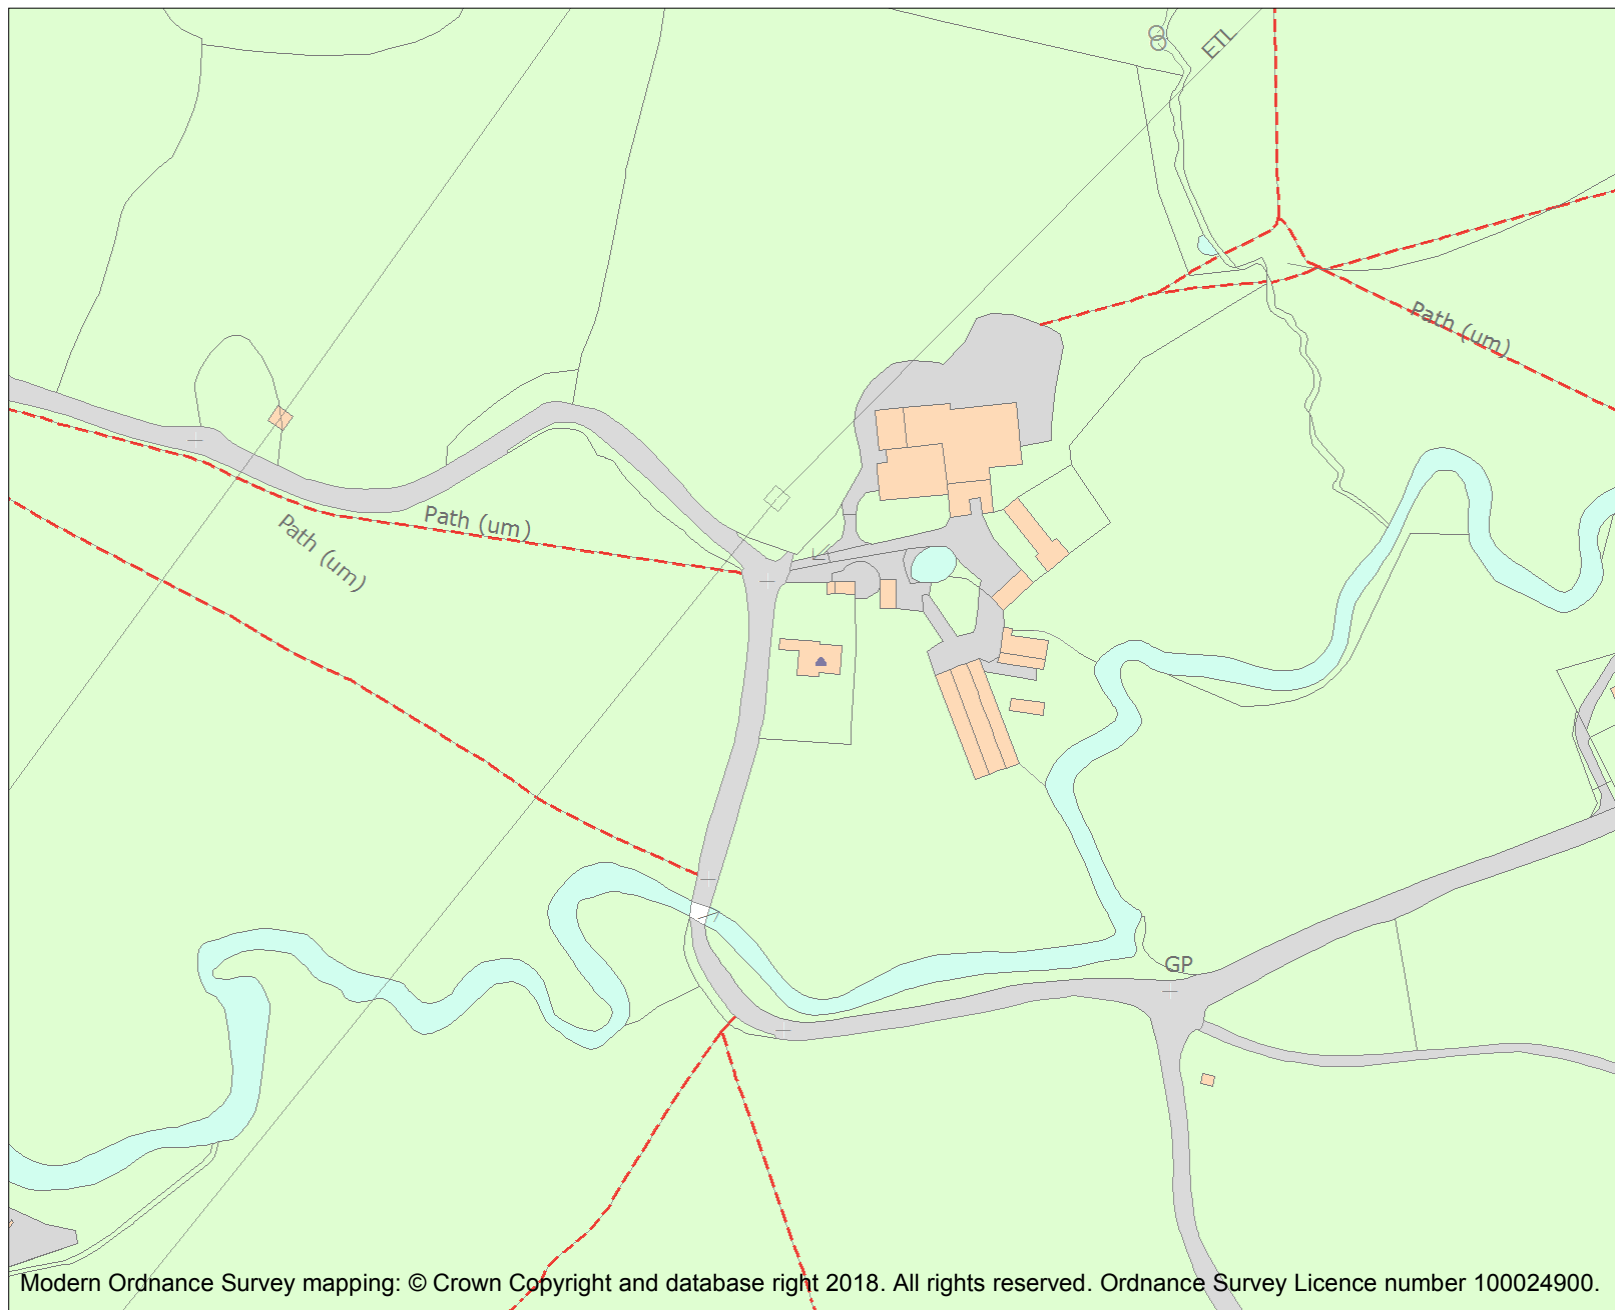 ETL
Path (um)
Path (um)
Path (um)
GP
Modern Ordnance Survey mapping: © Crown Copyright and database right 2018. All rights reserved. Ordnance Survey Licence number 100024900.